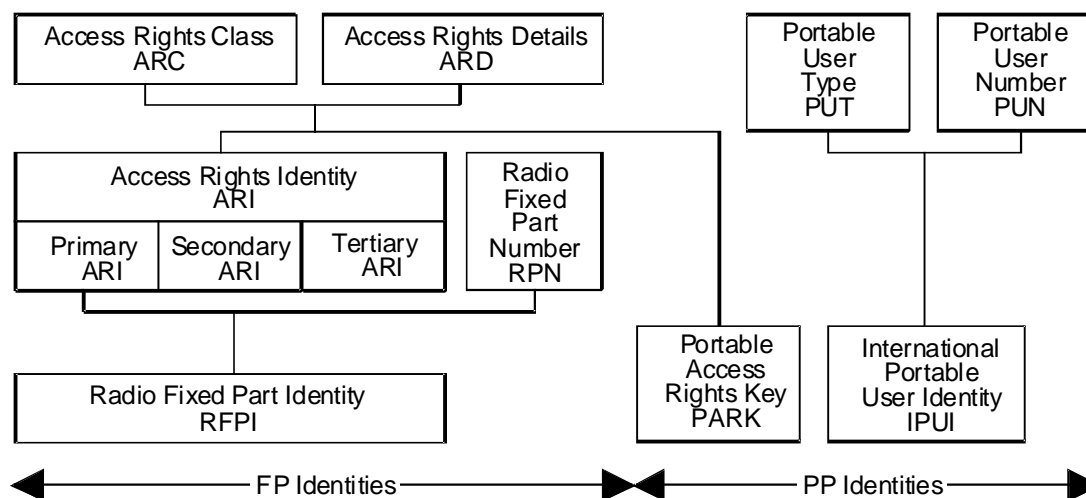 Access Rights Class
ARC
Access Rights Details
ARD
Portable
User
Type
PUT
Portable
User
Number
PUN
Access Rights Identity
ARI
Primary
ARI
Secondary
ARI
Tertiary
ARI
Radio
Fixed
Part
Number
RPN
Radio Fixed Part Identity
RFPI
Portable
Access
Rights Key
PARK
International
Portable
User Identity
IPUI
FP Identities
PP Identities